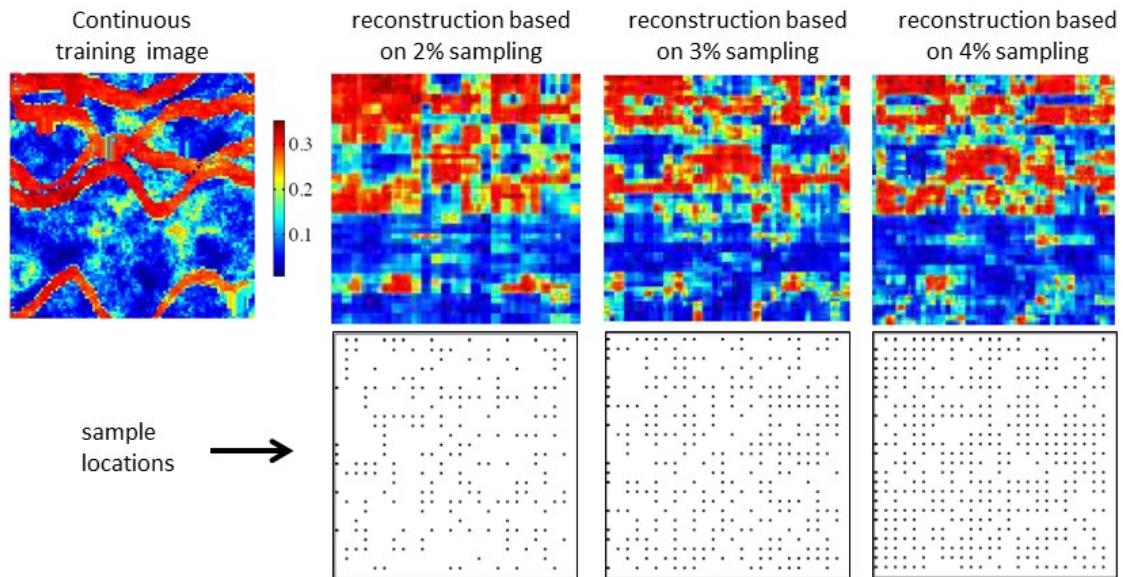 Continuous
training image
reconstruction based
on 2% sampling
reconstruction based
on 3% sampling
reconstruction based
on 4% sampling
0.3
0.2
0.1
sample
locations